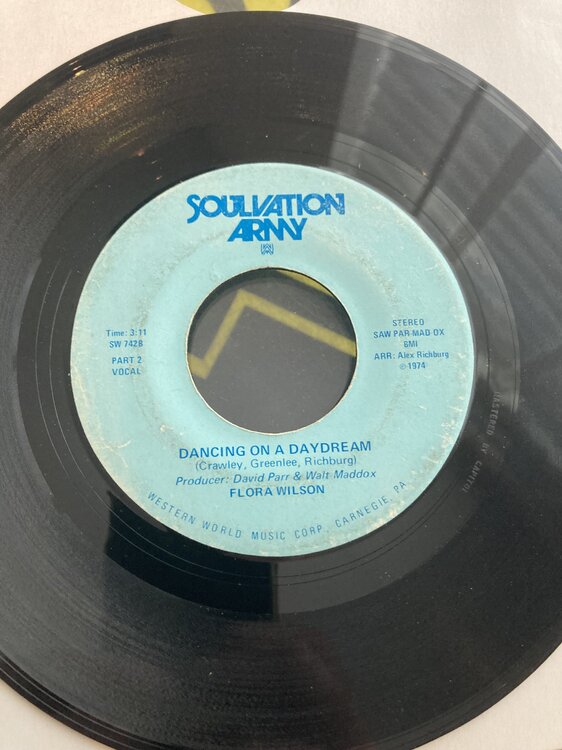 SOULVATION
ARMY
Time: 3:11
SW 742B
PART 2
VOCAL
STEREO
SAW PAR-MAD-OX
BMI
ARR: Alex Richburg
©1974
DANCING ON A DAYDREAM
(Crawley, Greenlee, Richburg)
Producer: David Parr & Walt Maddox
FLORA WILSON
WESTERN WORLD MUSIC CORP. CARNEGIE, PA
MASTERED BY CAPITOL